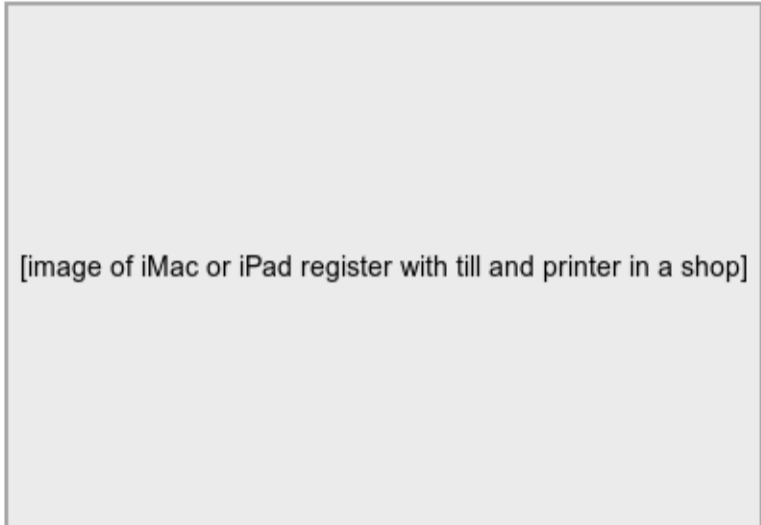 [image of iMac or iPad register with till and printer in a shop]